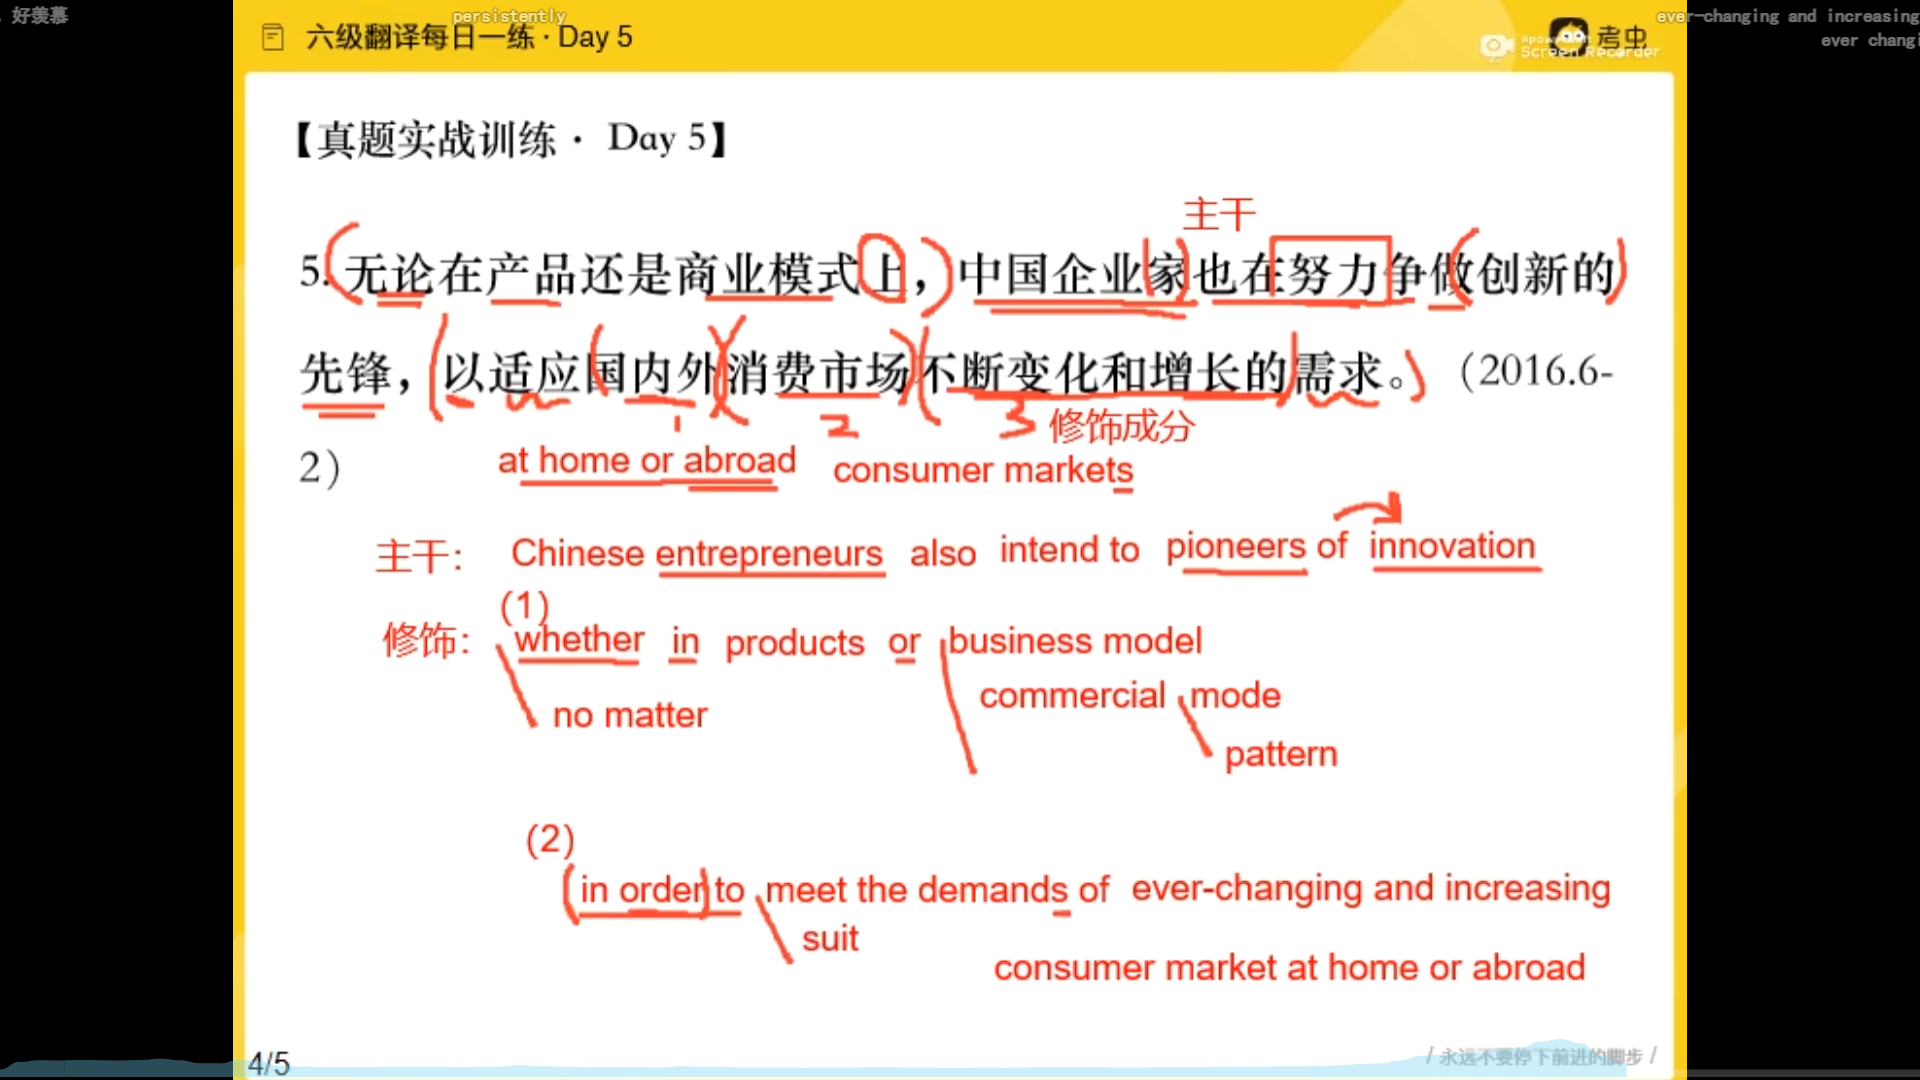 好羡慕
persistently
ever-changing and increasing
ever changi
六级翻译每日一练·Day 5
考虫
Screen Recorder
【真题实战训练· Day 5】
主干
5. 无论在产品还是商业模式上，中国企业家也在努力争做创新的
先锋，以适应国内外消费市场不断变化和增长的需求。（2016.6-
1 2 3 修饰成分
2） at home or abroad consumer markets
主干: Chinese entrepreneurs also intend to pioneers of innovation
(1)
修饰: whether in products or business model
no matter commercial mode
pattern
(2)
(in order) to meet the demands of ever-changing and increasing
suit
consumer market at home or abroad
4/5
/ 永远不要停下前进的脚步 /